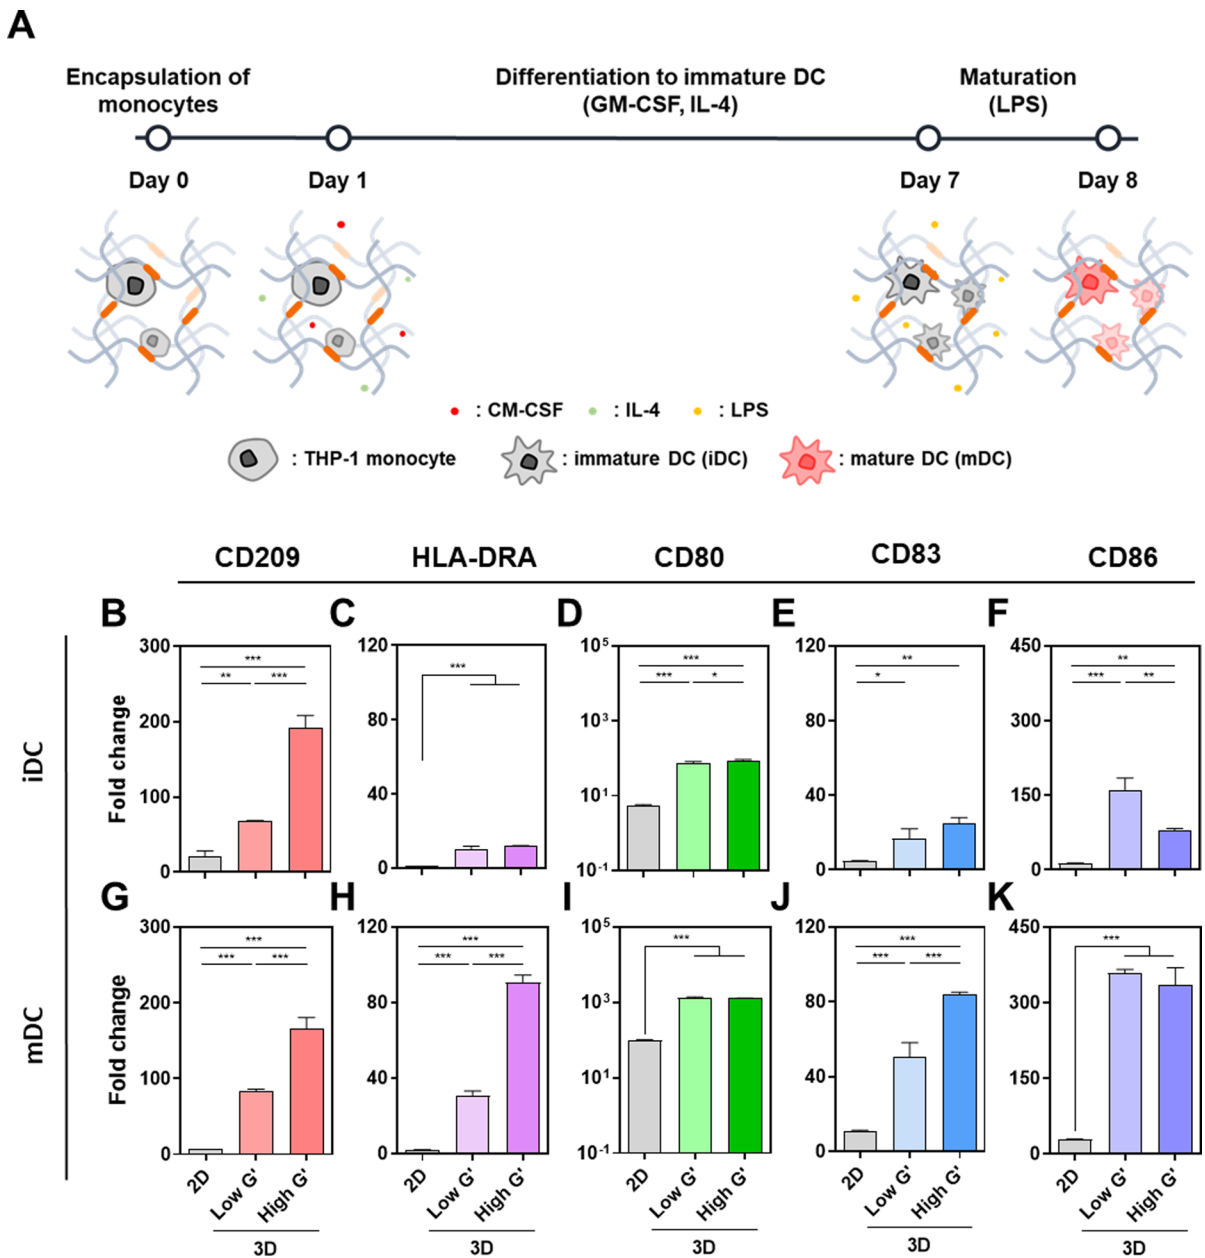 A
Encapsulation of
monocytes
Differentiation to immature DC
(GM-CSF, IL-4)
Maturation
(LPS)
Day 0
Day 1
Day 7
Day 8
: CM-CSF
: IL-4
: LPS
: THP-1 monocyte
: immature DC (iDC)
: mature DC (mDC)
CD209
HLA-DRA
CD80
CD83
CD86
iDC
B
Fold change
300
200
100
0
***
** ***
C
120
80
40
0
***
D
10^5
10^3
10^1
10^-1
***
*** *
E
120
80
40
0
**
*
F
450
300
150
0
**
*** **
mDC
G
Fold change
300
200
100
0
***
*** ***
2D
Low G'
High G'
3D
H
120
80
40
0
***
*** ***
2D
Low G'
High G'
3D
I
10^5
10^3
10^1
10^-1
***
2D
Low G'
High G'
3D
J
120
80
40
0
***
*** ***
2D
Low G'
High G'
3D
K
450
300
150
0
***
2D
Low G'
High G'
3D